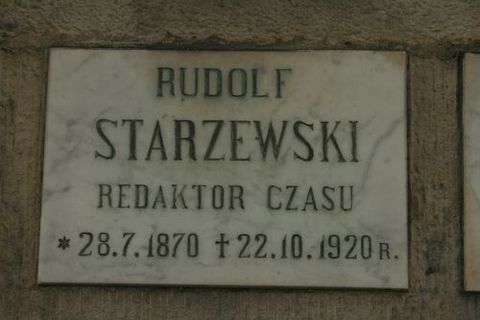 RUDOLF
STARZEWSKI
REDAKTOR CZASU
* 28.7.1870 † 22.10.1920 R.